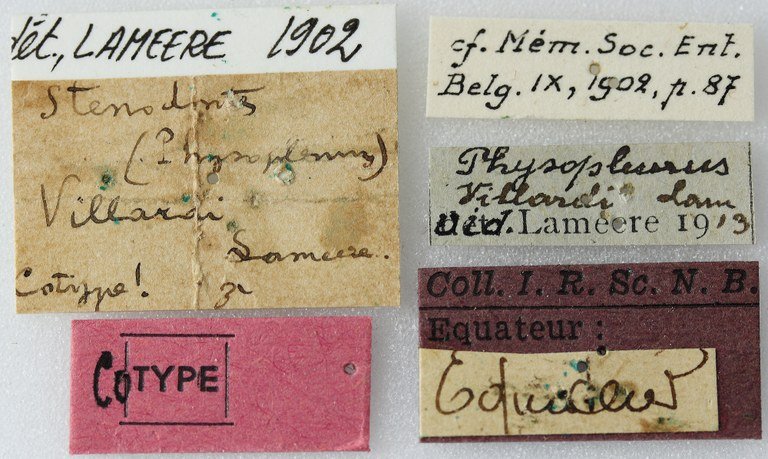 dét., LAMEERE 1902
Stenodontes
(Physopleurus)
Villardi
Lameere.
Cotype!
CoTYPE
cf. Mém. Soc. Ent.
Belg. IX, 1902, p. 87
Physopleurus
Villardi Lam
Lameere 1913
Coll. I. R. Sc. N. B.
Equateur :
Equateur